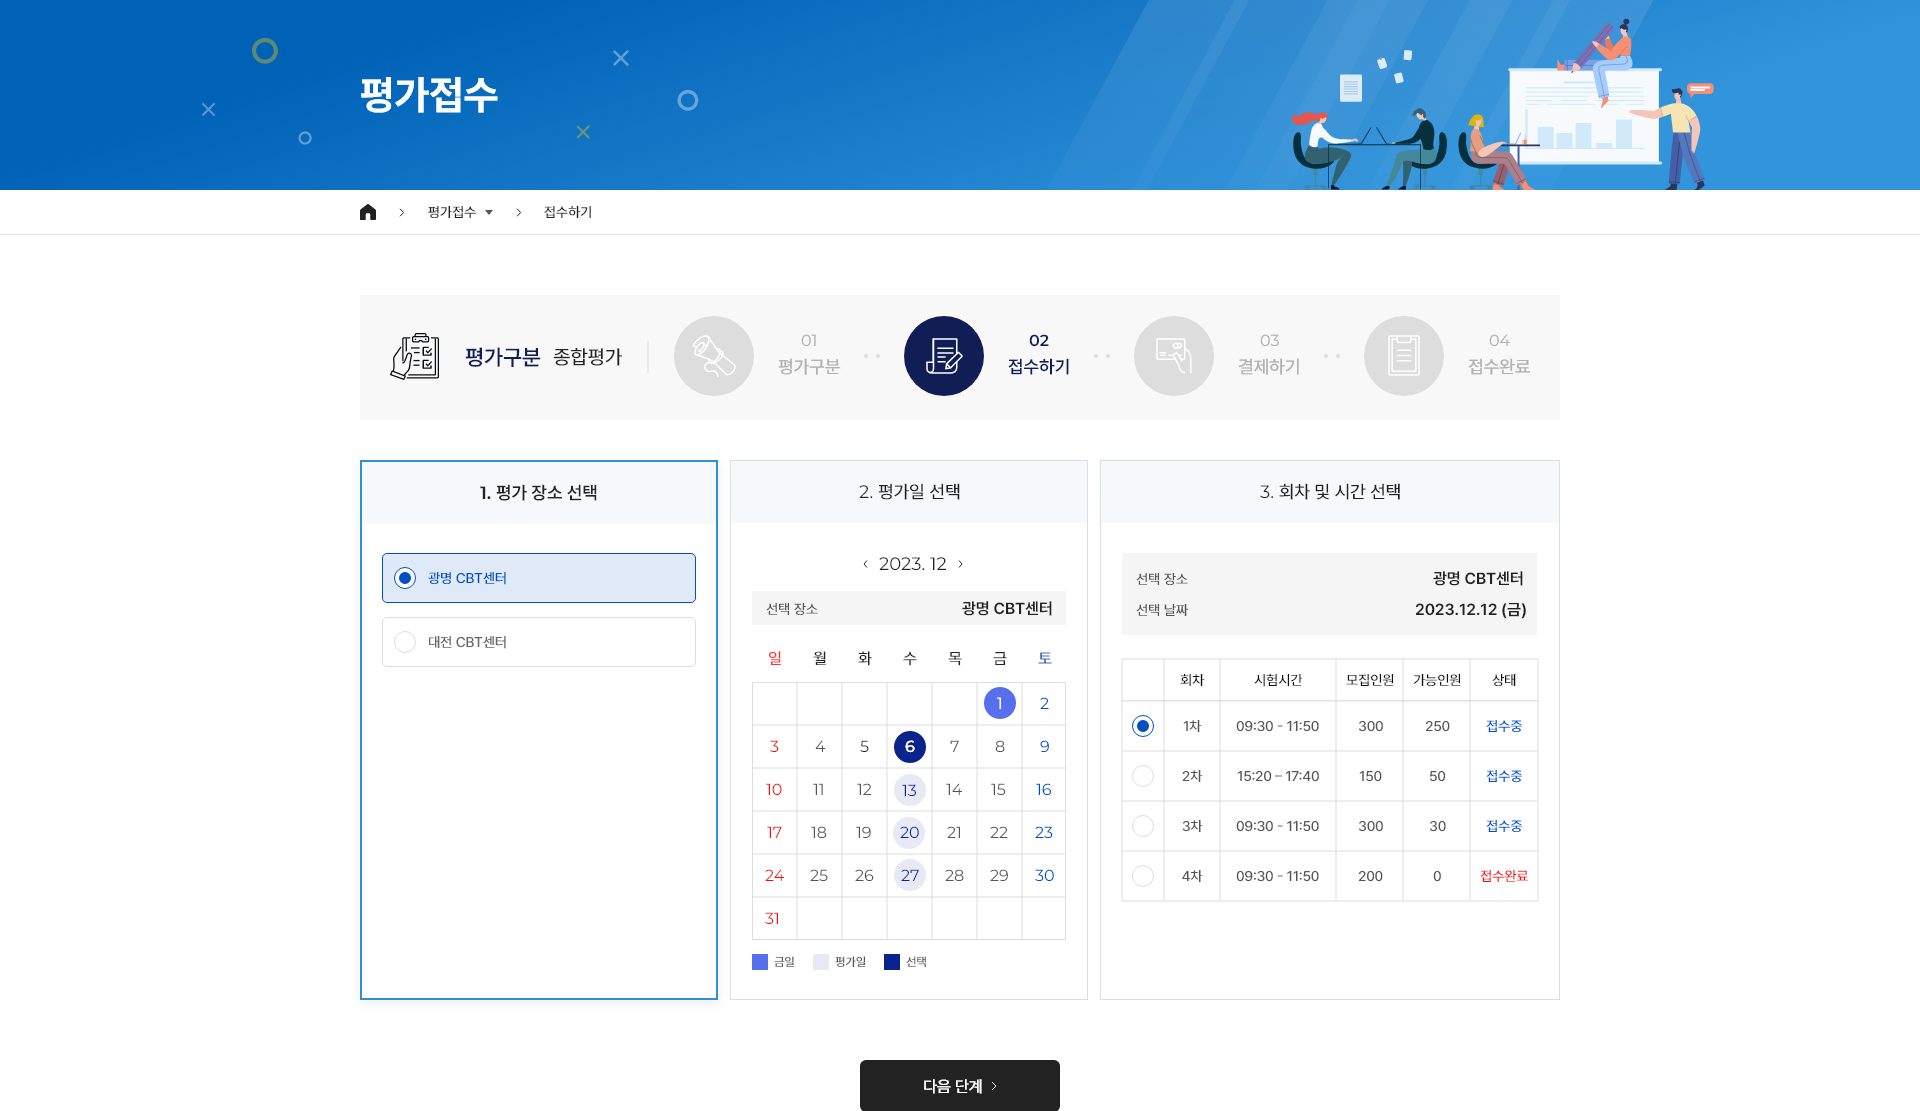 평가접수
평가접수
접수하기
평가구분 종합평가
01
평가구분
02
접수하기
03
결제하기
04
접수완료
1. 평가 장소 선택
광명 CBT센터
대전 CBT센터
2. 평가일 선택
2023. 12
선택 장소 광명 CBT센터
일 월 화 수 목 금 토
1 2
3 4 5 6 7 8 9
10 11 12 13 14 15 16
17 18 19 20 21 22 23
24 25 26 27 28 29 30
31
금일 평가일 선택
3. 회차 및 시간 선택
선택 장소 광명 CBT센터
선택 날짜 2023.12.12 (금)
회차 시험시간 모집인원 가능인원 상태
1차 09:30 - 11:50 300 250 접수중
2차 15:20 – 17:40 150 50 접수중
3차 09:30 - 11:50 300 30 접수중
4차 09:30 - 11:50 200 0 접수완료
다음 단계